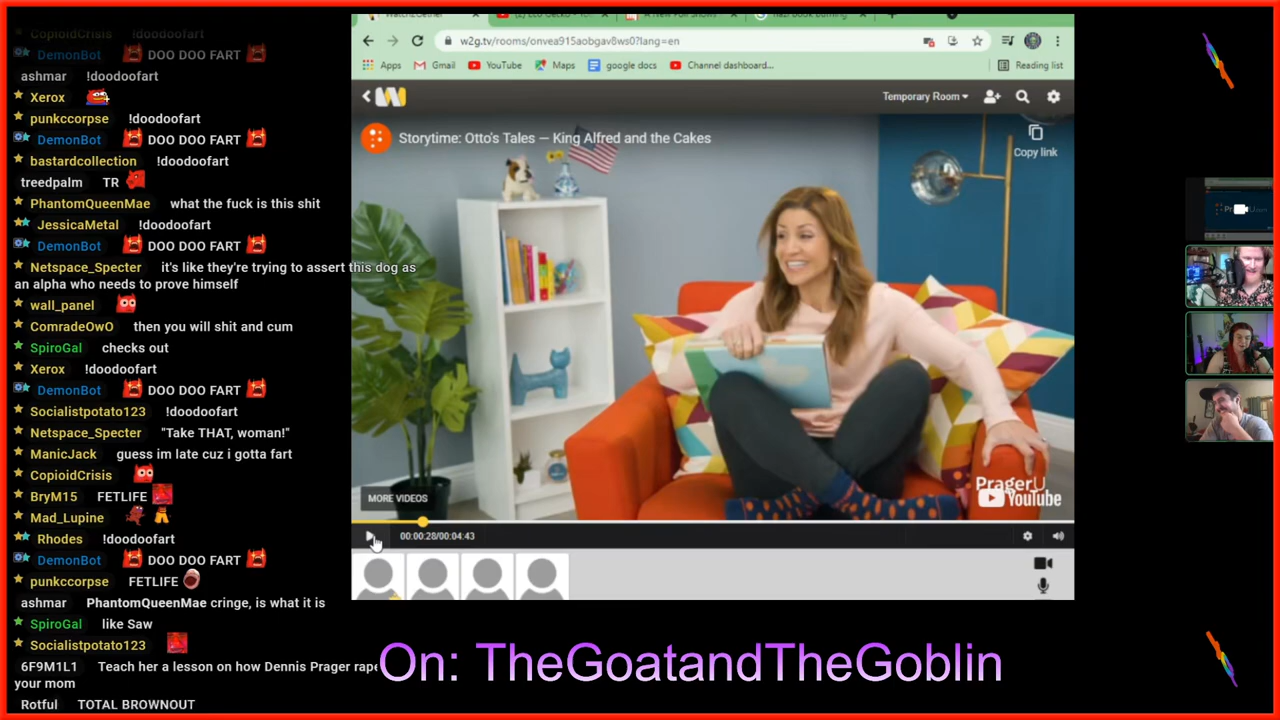 CopioidCrisis !doodoofart
DemonBot DOO DOO FART
ashmar !doodoofart
Xerox
punkccorpse !doodoofart
DemonBot DOO DOO FART
bastardcollection !doodoofart
treedpalm TR
PhantomQueenMae what the fuck is this shit
JessicaMetal !doodoofart
DemonBot DOO DOO FART
Netspace_Specter it's like they're trying to assert this dog as
an alpha who needs to prove himself
wall_panel
ComradeOwO then you will shit and cum
SpiroGal checks out
Xerox !doodoofart
DemonBot DOO DOO FART
Socialistpotato123 !doodoofart
Netspace_Specter "Take THAT, woman!"
ManicJack guess im late cuz i gotta fart
CopioidCrisis
BryM15 FETLIFE
Mad_Lupine
Rhodes !doodoofart
DemonBot DOO DOO FART
punkccorpse FETLIFE
ashmar PhantomQueenMae cringe, is what it is
SpiroGal like Saw
Socialistpotato123
6F9M1L1 Teach her a lesson on how Dennis Prager rape
your mom
Rotful TOTAL BROWNOUT
w2g.tv/rooms/onvea915aobgav8ws0?lang=en
Apps Gmail YouTube Maps google docs Channel dashboard... Reading list
Temporary Room
Storytime: Otto's Tales — King Alfred and the Cakes
Copy link
MORE VIDEOS
PragerU
YouTube
00:00:28/00:04:43
On: TheGoatandTheGoblin